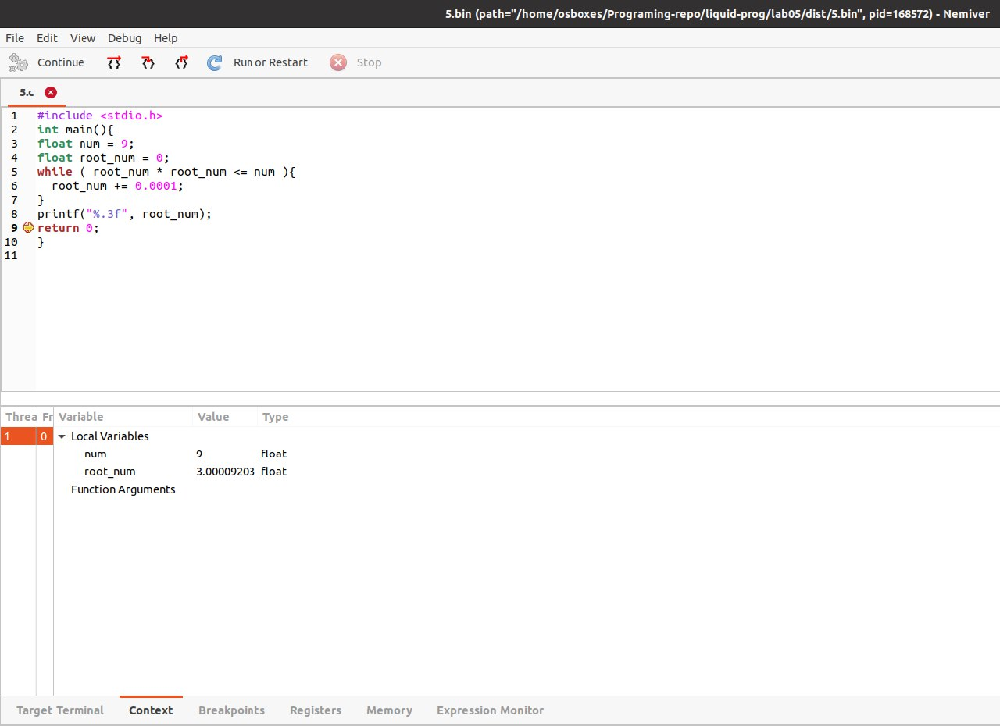 5.bin (path="/home/osboxes/Programing-repo/liquid-prog/lab05/dist/5.bin", pid=168572) - Nemiver
File Edit View Debug Help
Continue Run or Restart Stop
5.c
1 #include <stdio.h>
2 int main(){
3 float num = 9;
4 float root_num = 0;
5 while ( root_num * root_num <= num ){
6   root_num += 0.0001;
7 }
8 printf("%.3f", root_num);
9 return 0;
10 }
11
Threa Fr Variable Value Type
1 0 Local Variables
num 9 float
root_num 3.00009203 float
Function Arguments
Target Terminal Context Breakpoints Registers Memory Expression Monitor